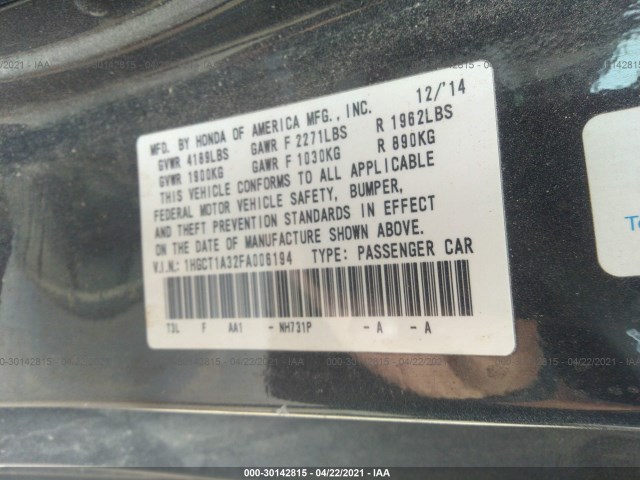 MFD. BY HONDA OF AMERICA MFG., INC. 12/'14
GVWR 4189LBS GAWR F 2271LBS R 1962LBS
GVWR 1900KG GAWR F 1030KG R 890KG
THIS VEHICLE CONFORMS TO ALL APPLICABLE
FEDERAL MOTOR VEHICLE SAFETY, BUMPER,
AND THEFT PREVENTION STANDARDS IN EFFECT
ON THE DATE OF MANUFACTURE SHOWN ABOVE.
V.I.N.: 1HGCT1A32FA006194 TYPE: PASSENGER CAR
T3L F AA1 - NH731P - A - A
000-30142815 - 04/22/2021 - IAA